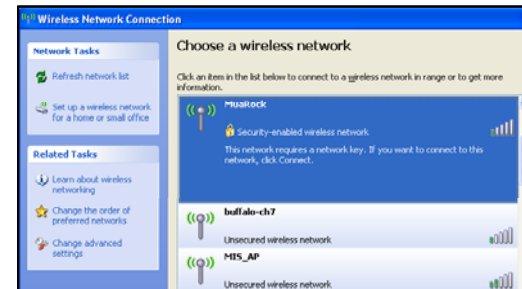 Wireless Network Connection
Network Tasks
Refresh network list
Set up a wireless network
for a home or small office
Related Tasks
Learn about wireless
networking
Change the order of
preferred networks
Change advanced
settings
Choose a wireless network
Click an item in the list below to connect to a wireless network in range or to get more
information.
MuaRock
Security-enabled wireless network
This network requires a network key. If you want to connect to this
network, click Connect.
buffalo-ch7
Unsecured wireless network
MIS_AP
Unsecured wireless network